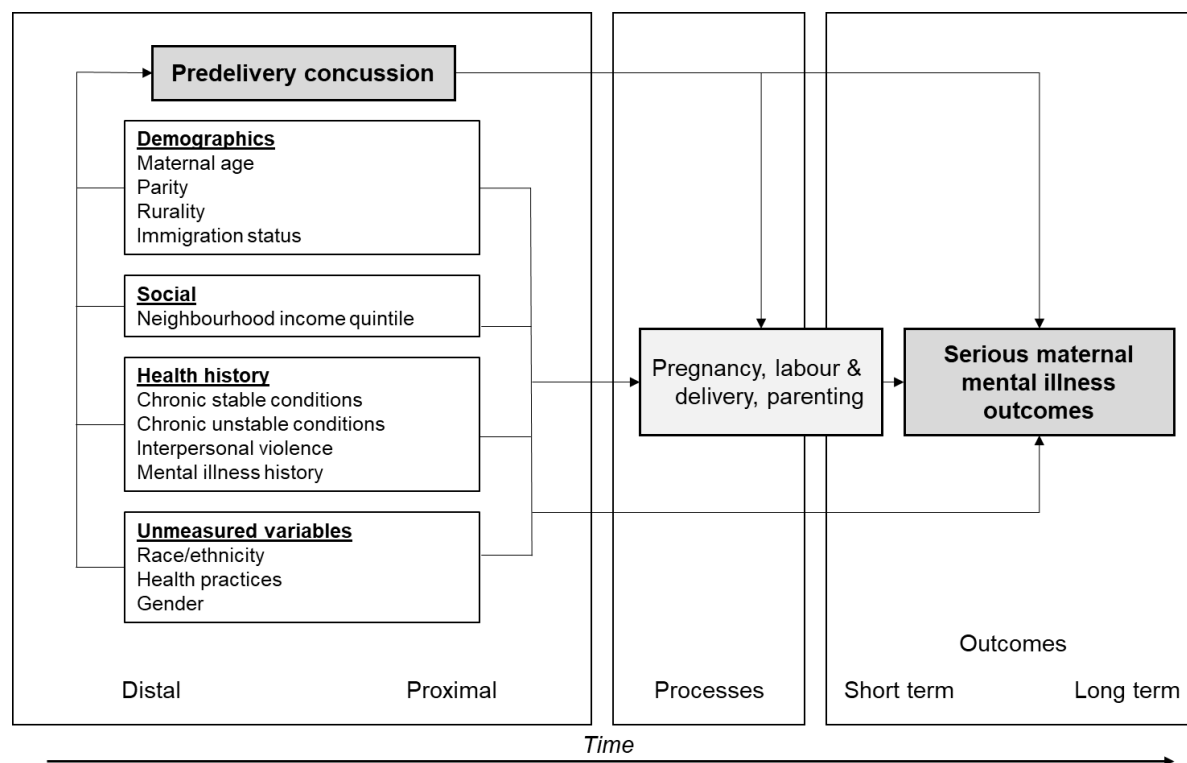 Predelivery concussion
Demographics
Maternal age
Parity
Rurality
Immigration status
Social
Neighbourhood income quintile
Health history
Chronic stable conditions
Chronic unstable conditions
Interpersonal violence
Mental illness history
Unmeasured variables
Race/ethnicity
Health practices
Gender
Distal
Proximal
Pregnancy, labour &
delivery, parenting
Processes
Serious maternal
mental illness
outcomes
Outcomes
Short term
Long term
Time